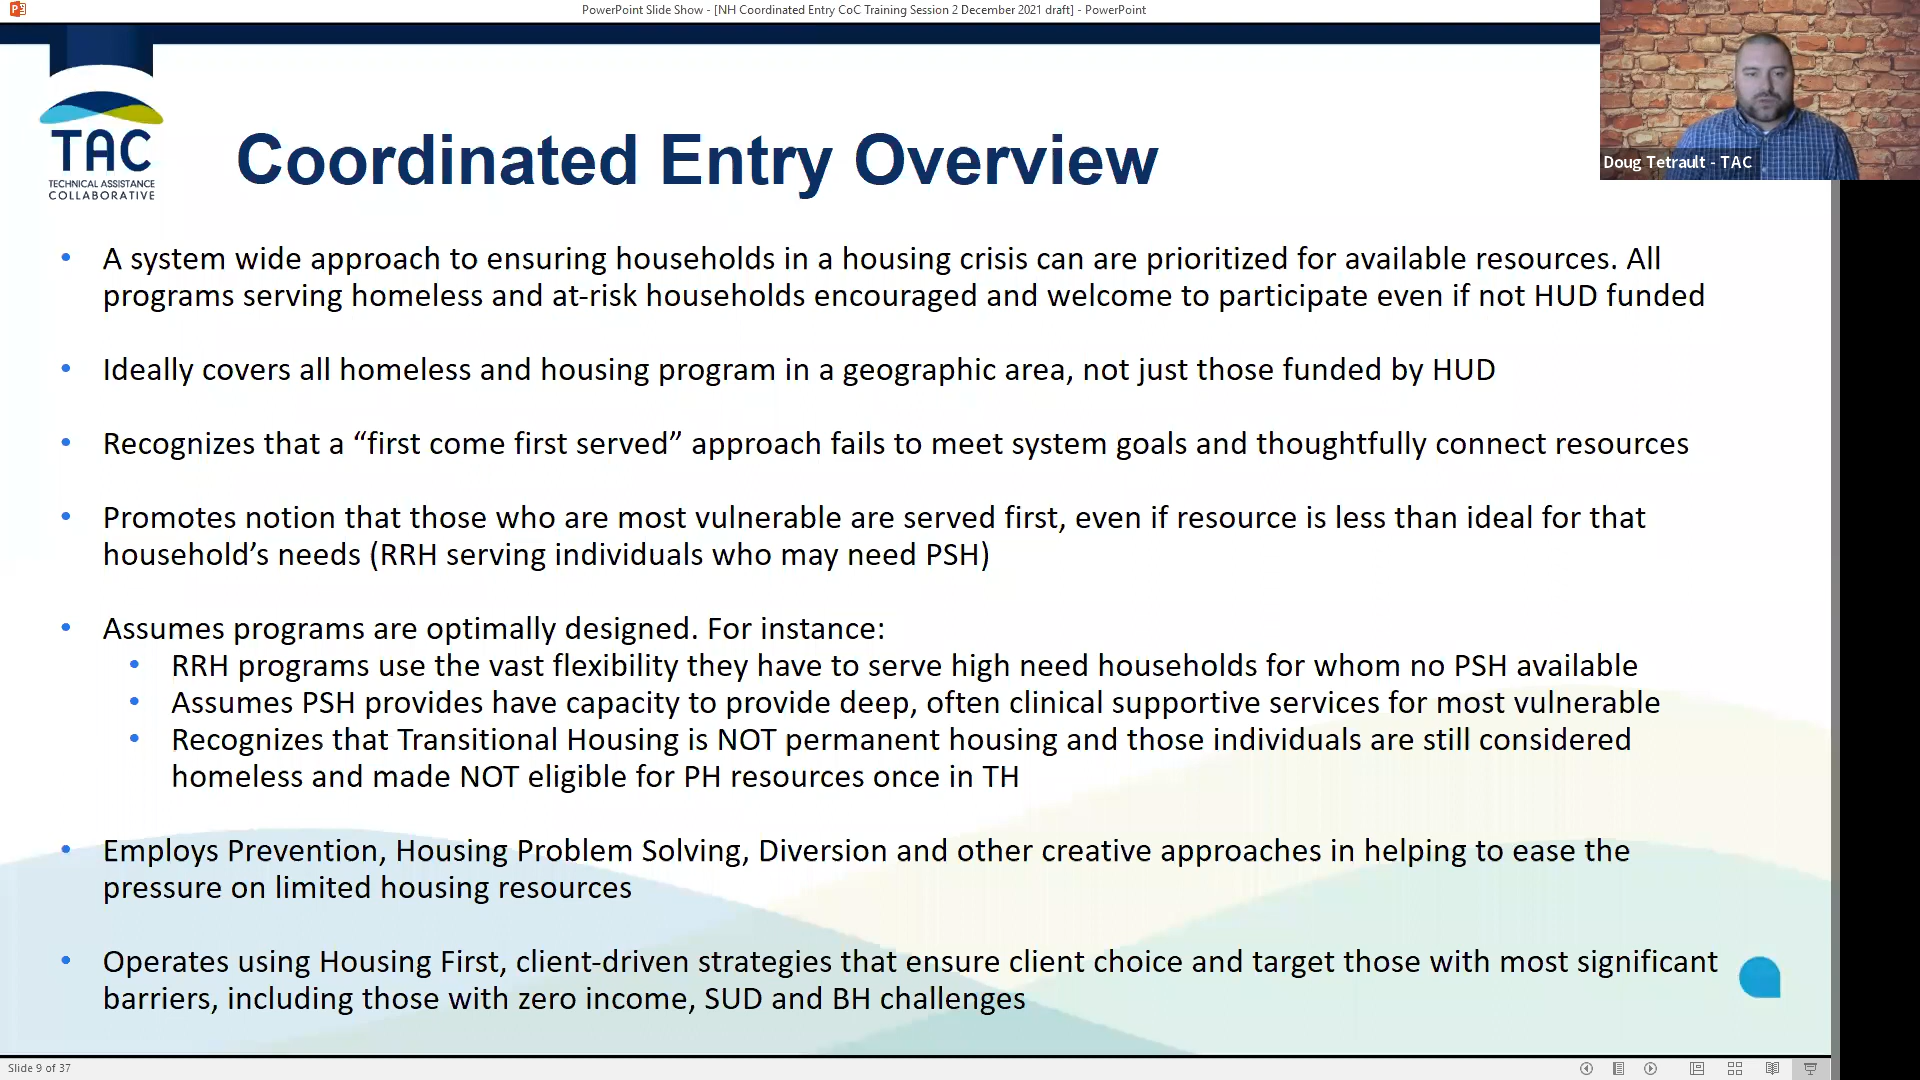 PowerPoint Slide Show - [NH Coordinated Entry CoC Training Session 2 December 2021 draft] - PowerPoint
TAC
TECHNICAL ASSISTANCE
COLLABORATIVE
Coordinated Entry Overview
Doug Tetrault - TAC
• A system wide approach to ensuring households in a housing crisis can are prioritized for available resources. All
programs serving homeless and at-risk households encouraged and welcome to participate even if not HUD funded
• Ideally covers all homeless and housing program in a geographic area, not just those funded by HUD
• Recognizes that a “first come first served” approach fails to meet system goals and thoughtfully connect resources
• Promotes notion that those who are most vulnerable are served first, even if resource is less than ideal for that
household’s needs (RRH serving individuals who may need PSH)
• Assumes programs are optimally designed. For instance:
• RRH programs use the vast flexibility they have to serve high need households for whom no PSH available
• Assumes PSH provides have capacity to provide deep, often clinical supportive services for most vulnerable
• Recognizes that Transitional Housing is NOT permanent housing and those individuals are still considered
homeless and made NOT eligible for PH resources once in TH
• Employs Prevention, Housing Problem Solving, Diversion and other creative approaches in helping to ease the
pressure on limited housing resources
• Operates using Housing First, client-driven strategies that ensure client choice and target those with most significant
barriers, including those with zero income, SUD and BH challenges
Slide 9 of 37